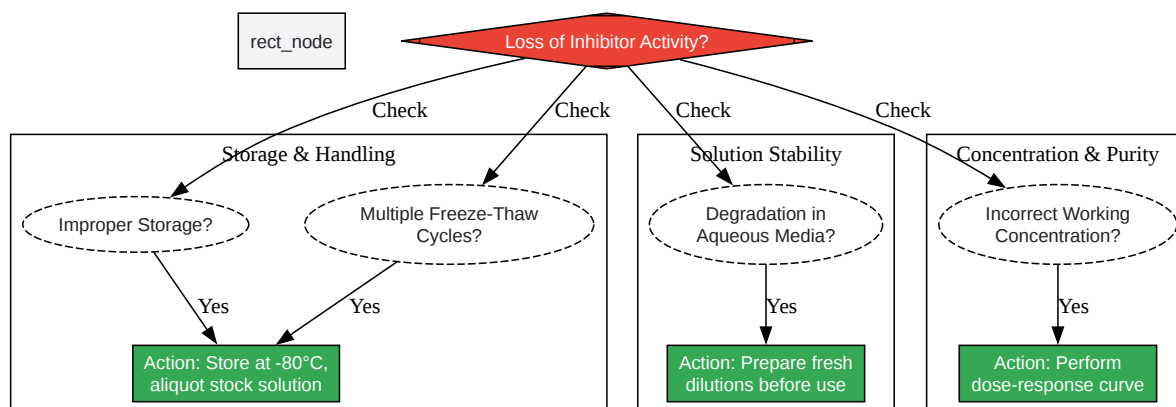 rect_node
Loss of Inhibitor Activity?
Check
Check
Check
Check
Storage & Handling
Solution Stability
Concentration & Purity
Improper Storage?
Multiple Freeze-Thaw
Cycles?
Degradation in
Aqueous Media?
Incorrect Working
Concentration?
Yes
Yes
Yes
Yes
Action: Store at -80°C,
aliquot stock solution
Action: Prepare fresh
dilutions before use
Action: Perform
dose-response curve